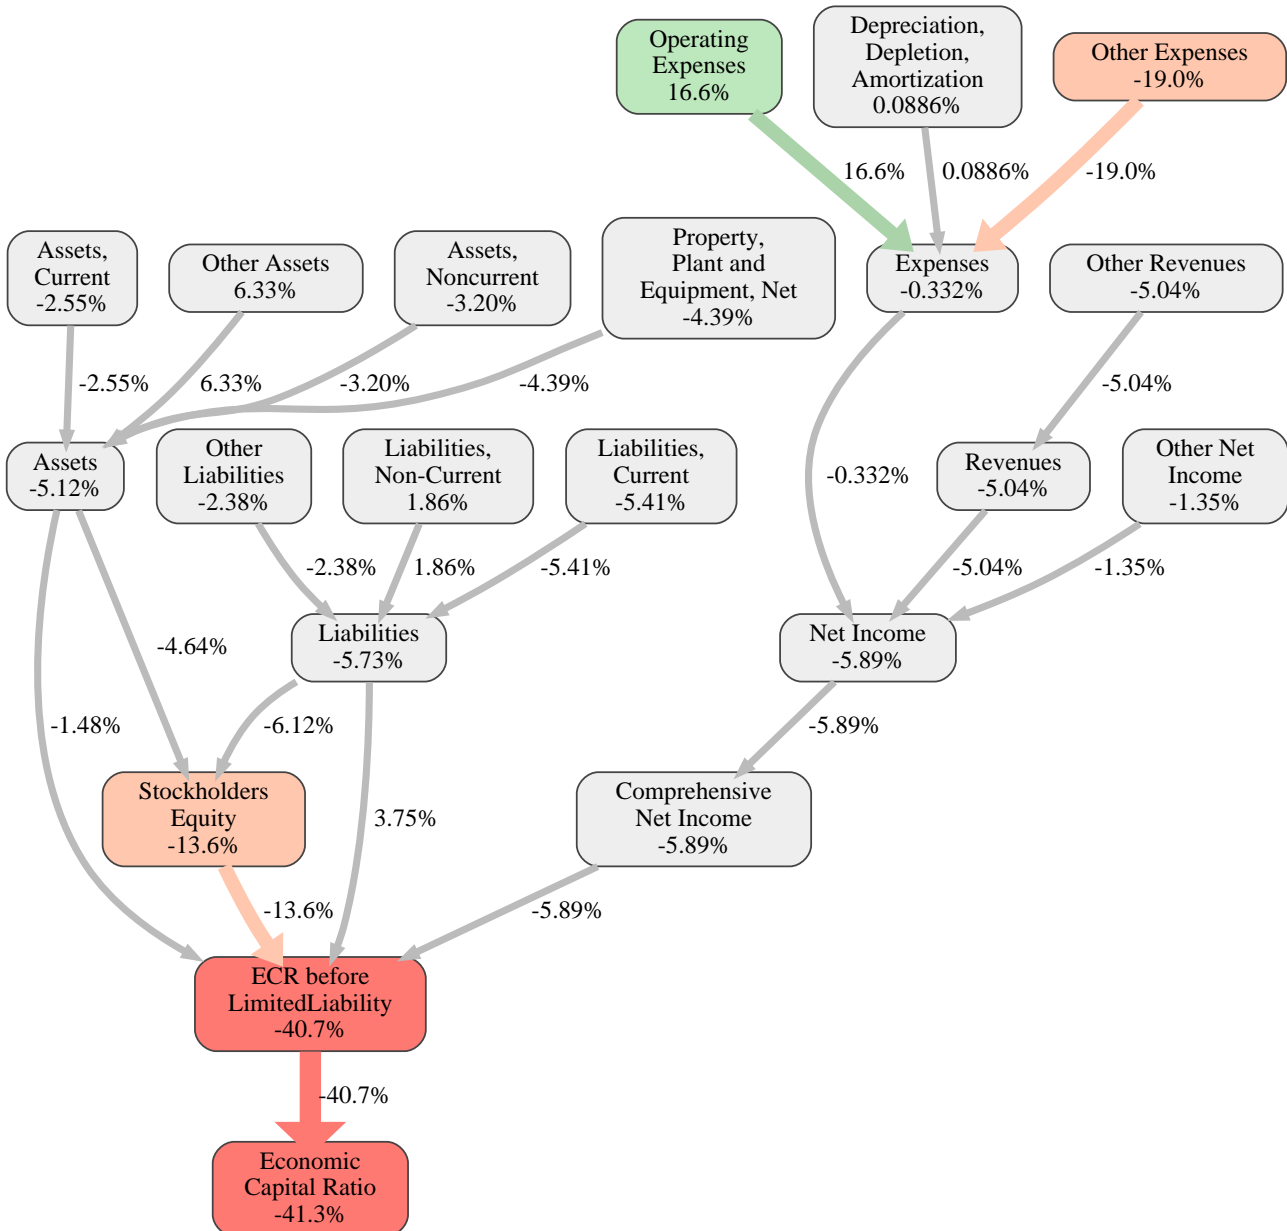 Operating
Expenses
16.6%
Depreciation,
Depletion,
Amortization
0.0886%
Other Expenses
-19.0%
16.6%
0.0886%
-19.0%
Assets,
Current
-2.55%
Other Assets
6.33%
Assets,
Noncurrent
-3.20%
Property,
Plant and
Equipment, Net
-4.39%
Expenses
-0.332%
Other Revenues
-5.04%
-2.55%
6.33%
-3.20%
-4.39%
-5.04%
Assets
-5.12%
Other
Liabilities
-2.38%
Liabilities,
Non-Current
1.86%
Liabilities,
Current
-5.41%
-0.332%
Revenues
-5.04%
Other Net
Income
-1.35%
-2.38%
1.86%
-5.41%
-5.04%
-1.35%
-4.64%
Liabilities
-5.73%
Net Income
-5.89%
-1.48%
-6.12%
-5.89%
Stockholders
Equity
-13.6%
3.75%
Comprehensive
Net Income
-5.89%
-13.6%
-5.89%
ECR before
LimitedLiability
-40.7%
-40.7%
Economic
Capital Ratio
-41.3%